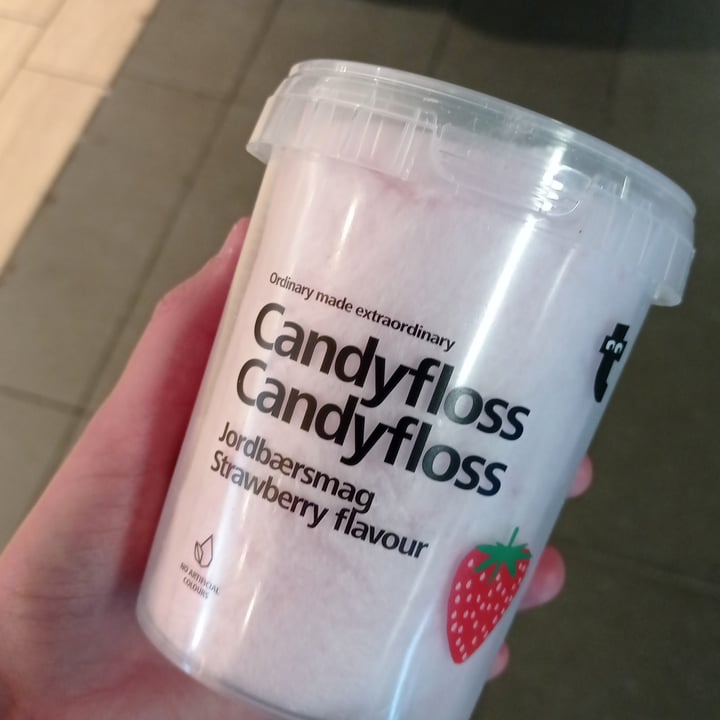 Ordinary made extraordinary
Candyfloss
Candyfloss
Jordbærsmag
Strawberry flavour
NO ARTIFICIAL
COLOURS
t